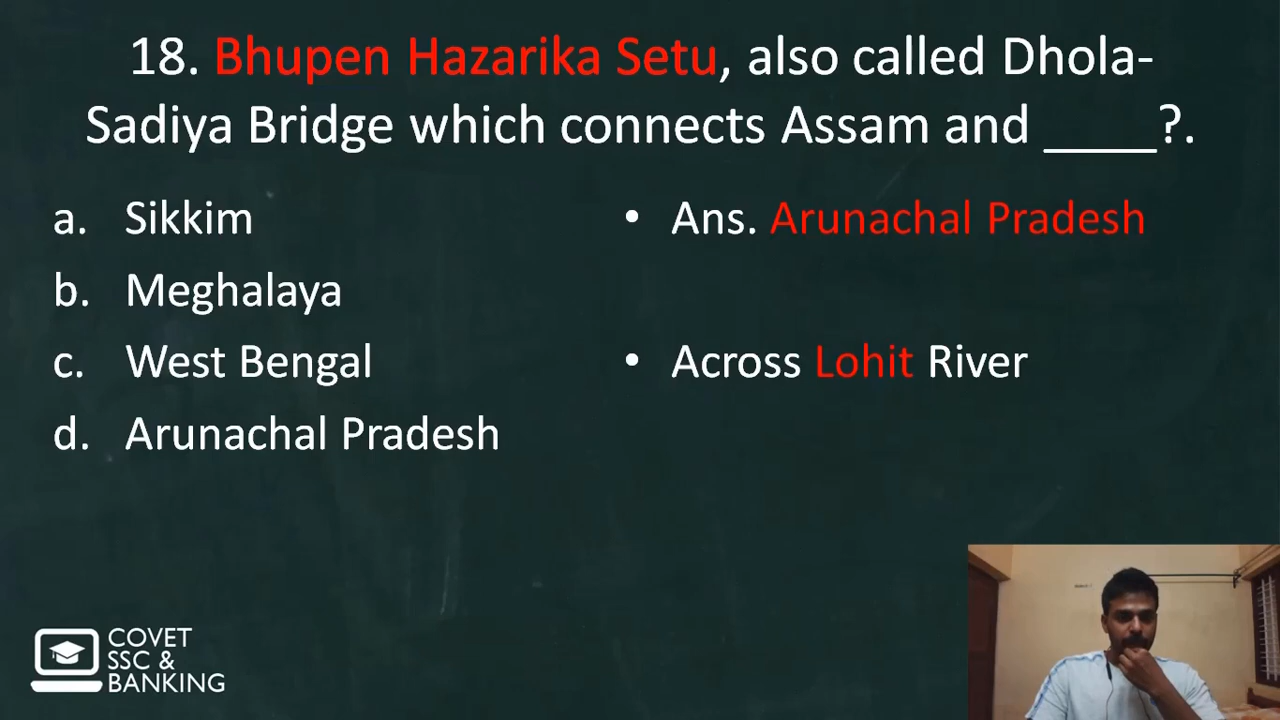 18. Bhupen Hazarika Setu, also called Dhola-
Sadiya Bridge which connects Assam and ____?.
a. Sikkim
b. Meghalaya
c. West Bengal
d. Arunachal Pradesh
• Ans. Arunachal Pradesh
• Across Lohit River
COVET
SSC &
BANKING